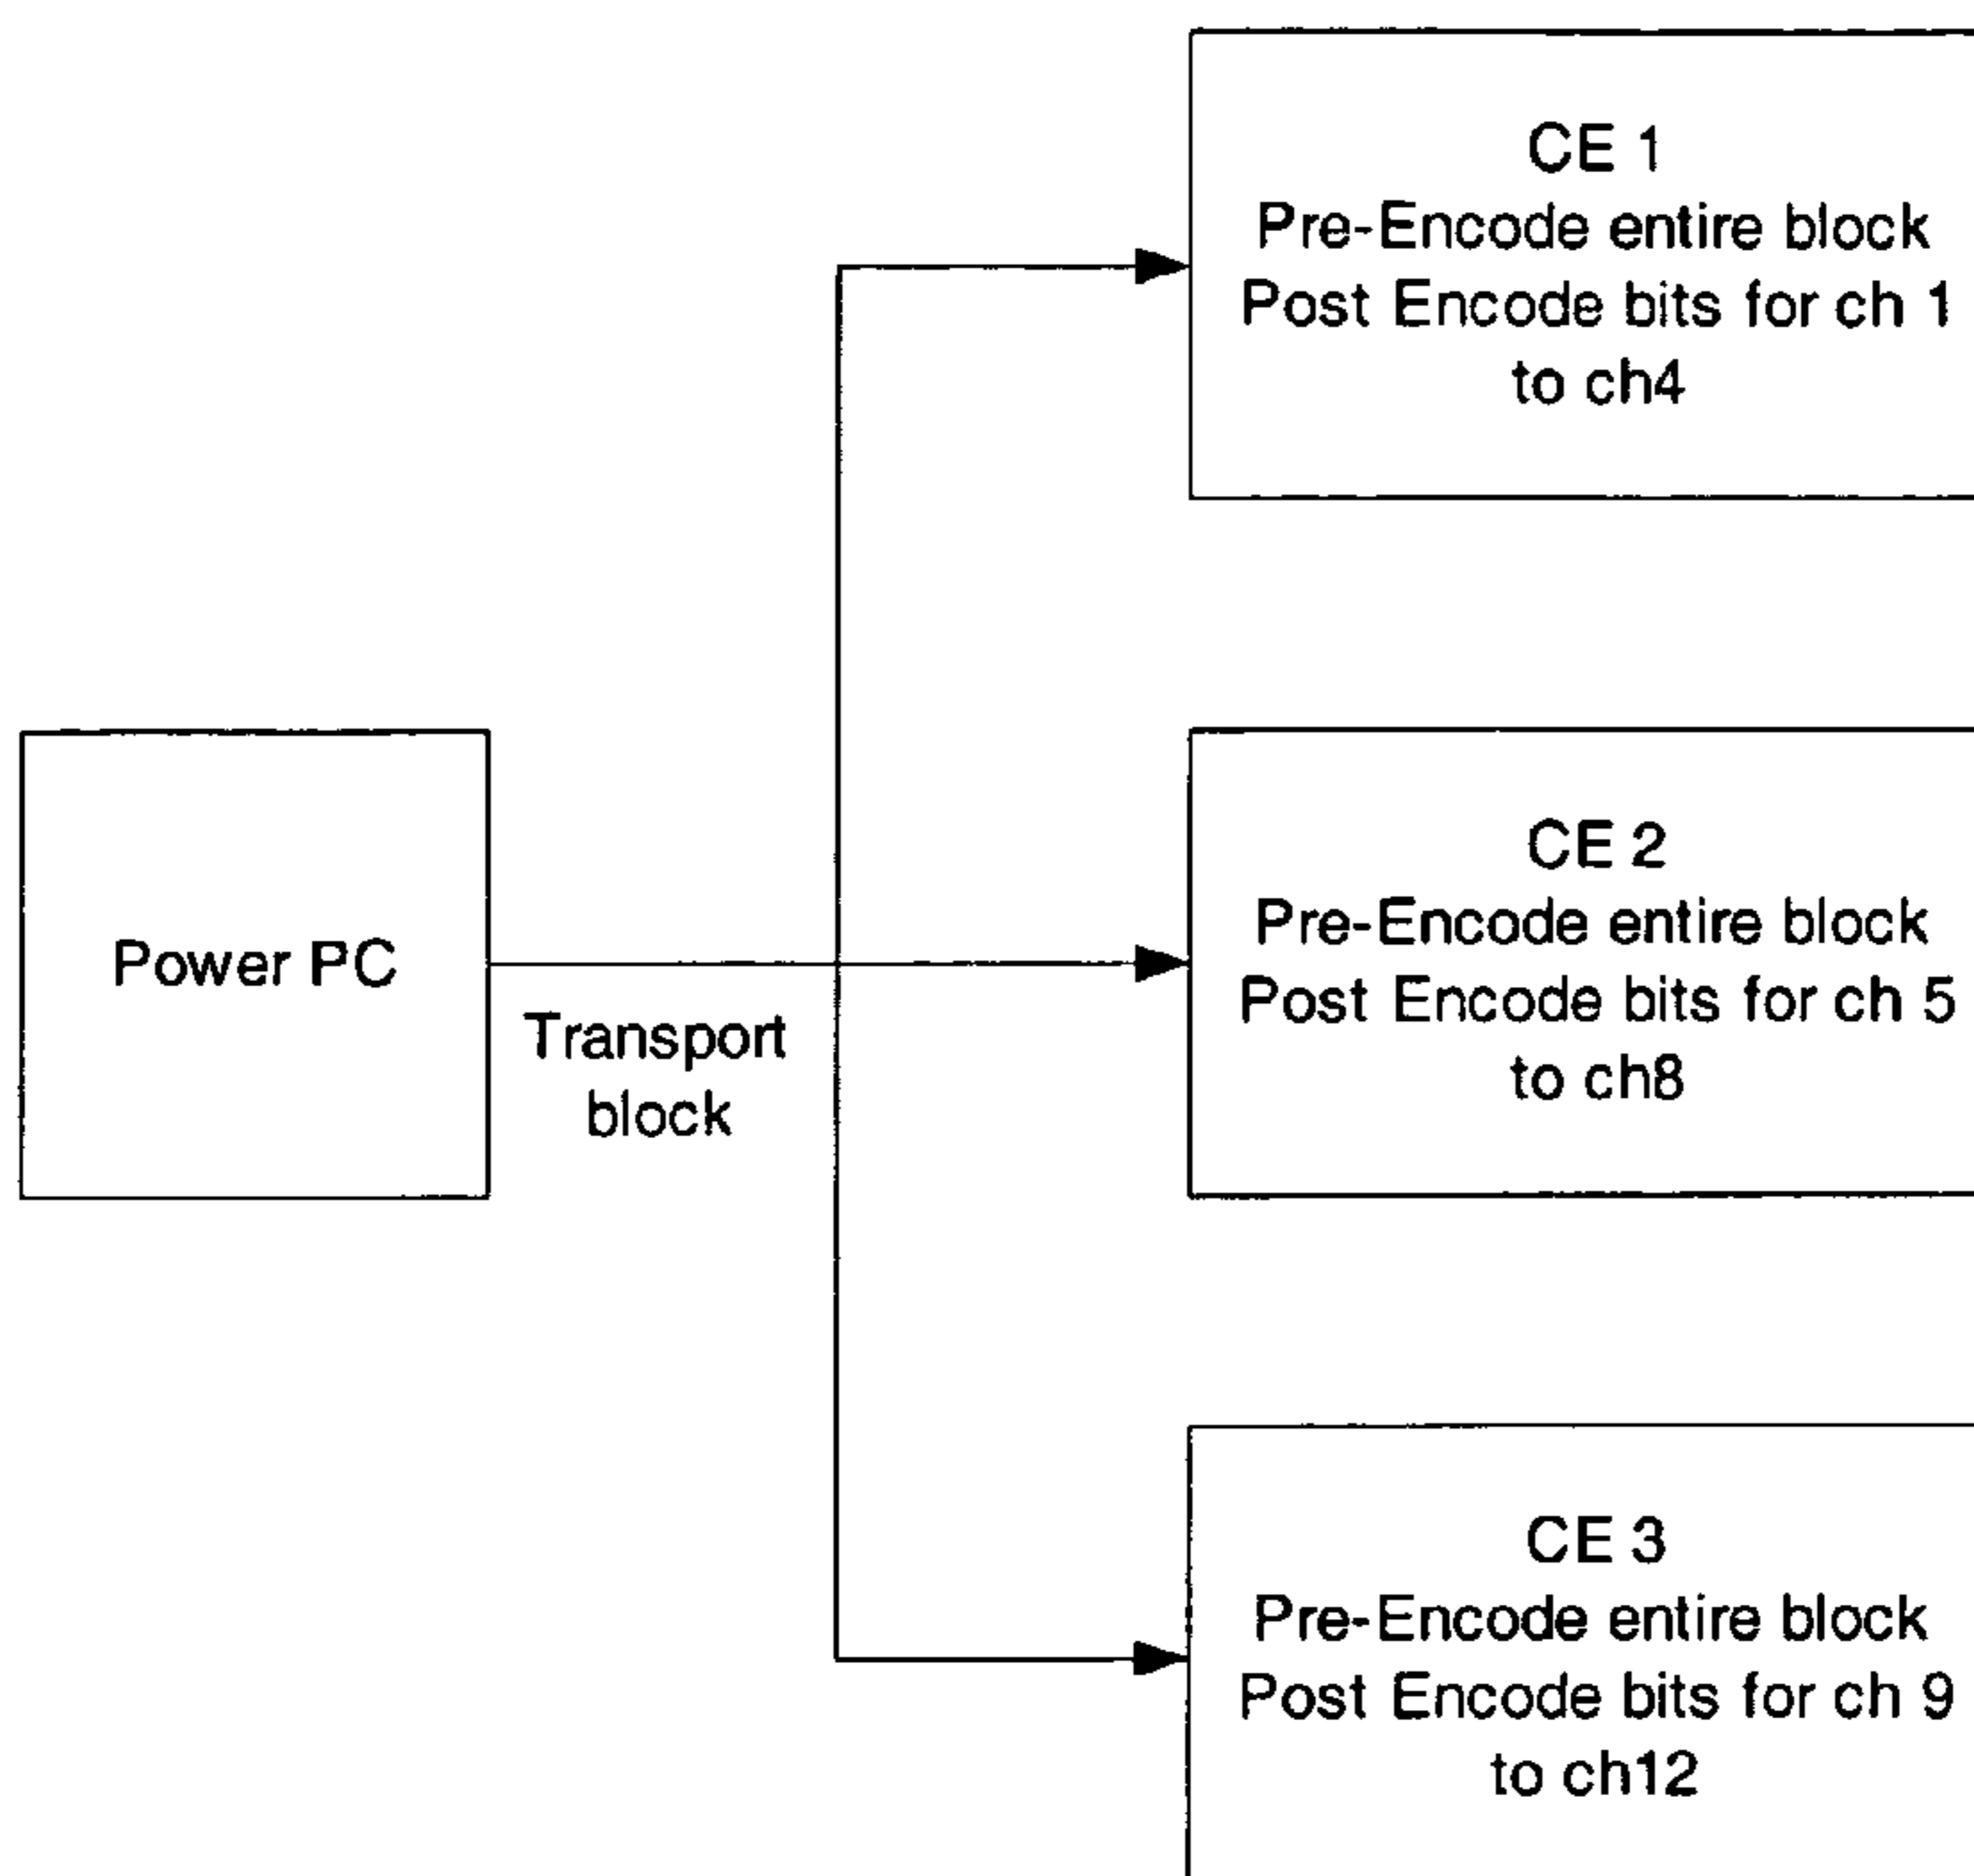 CE 1
Pre-Encode entire block
Post Encode bits for ch 1
to ch4
Power PC
Transport
block
CE 2
Pre-Encode entire block
Post Encode bits for ch 5
to ch8
CE 3
Pre-Encode entire block
Post Encode bits for ch 9
to ch12